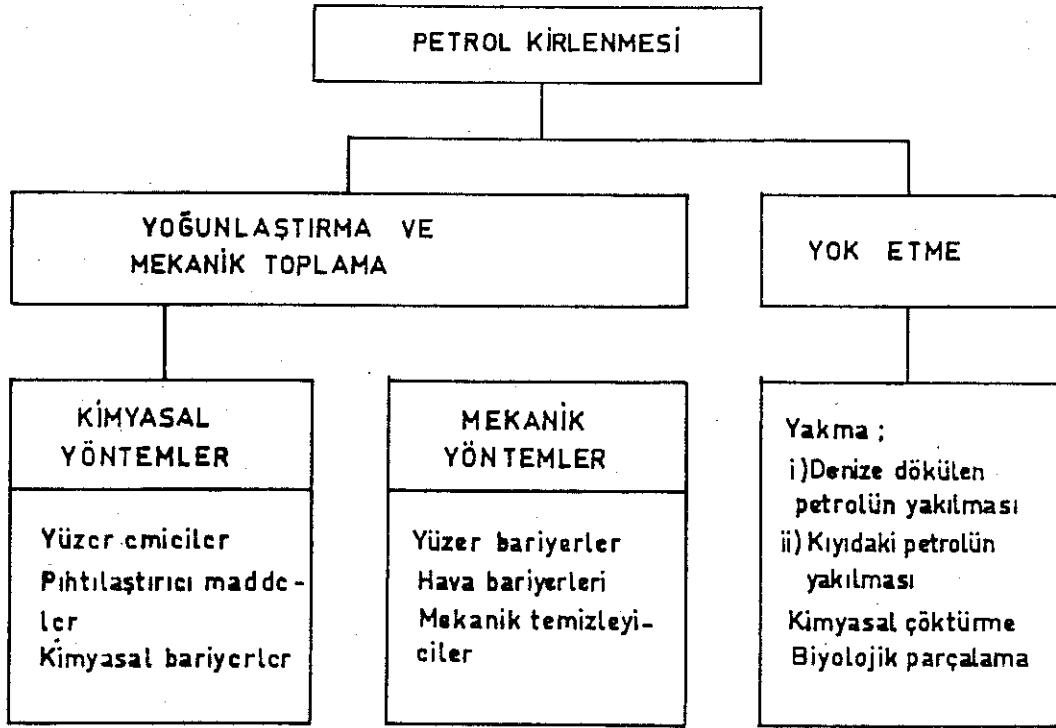 PETROL KİRLENMESİ
YOĞUNLAŞTIRMA VE
MEKANİK TOPLAMA
YOK ETME
KİMYASAL
YÖNTEMLER
Yüzer emiciler
Pıhtılaştırıcı madde-
ler
Kimyasal bariyerler
MEKANİK
YÖNTEMLER
Yüzer bariyerler
Hava bariyerleri
Mekanik temizleyi-
ciler
Yakma ;
i)Denize dökülen
petrolün yakılması
ii) Kıyıdaki petrolün
yakılması
Kimyasal çöktürme
Biyolojik parçalama